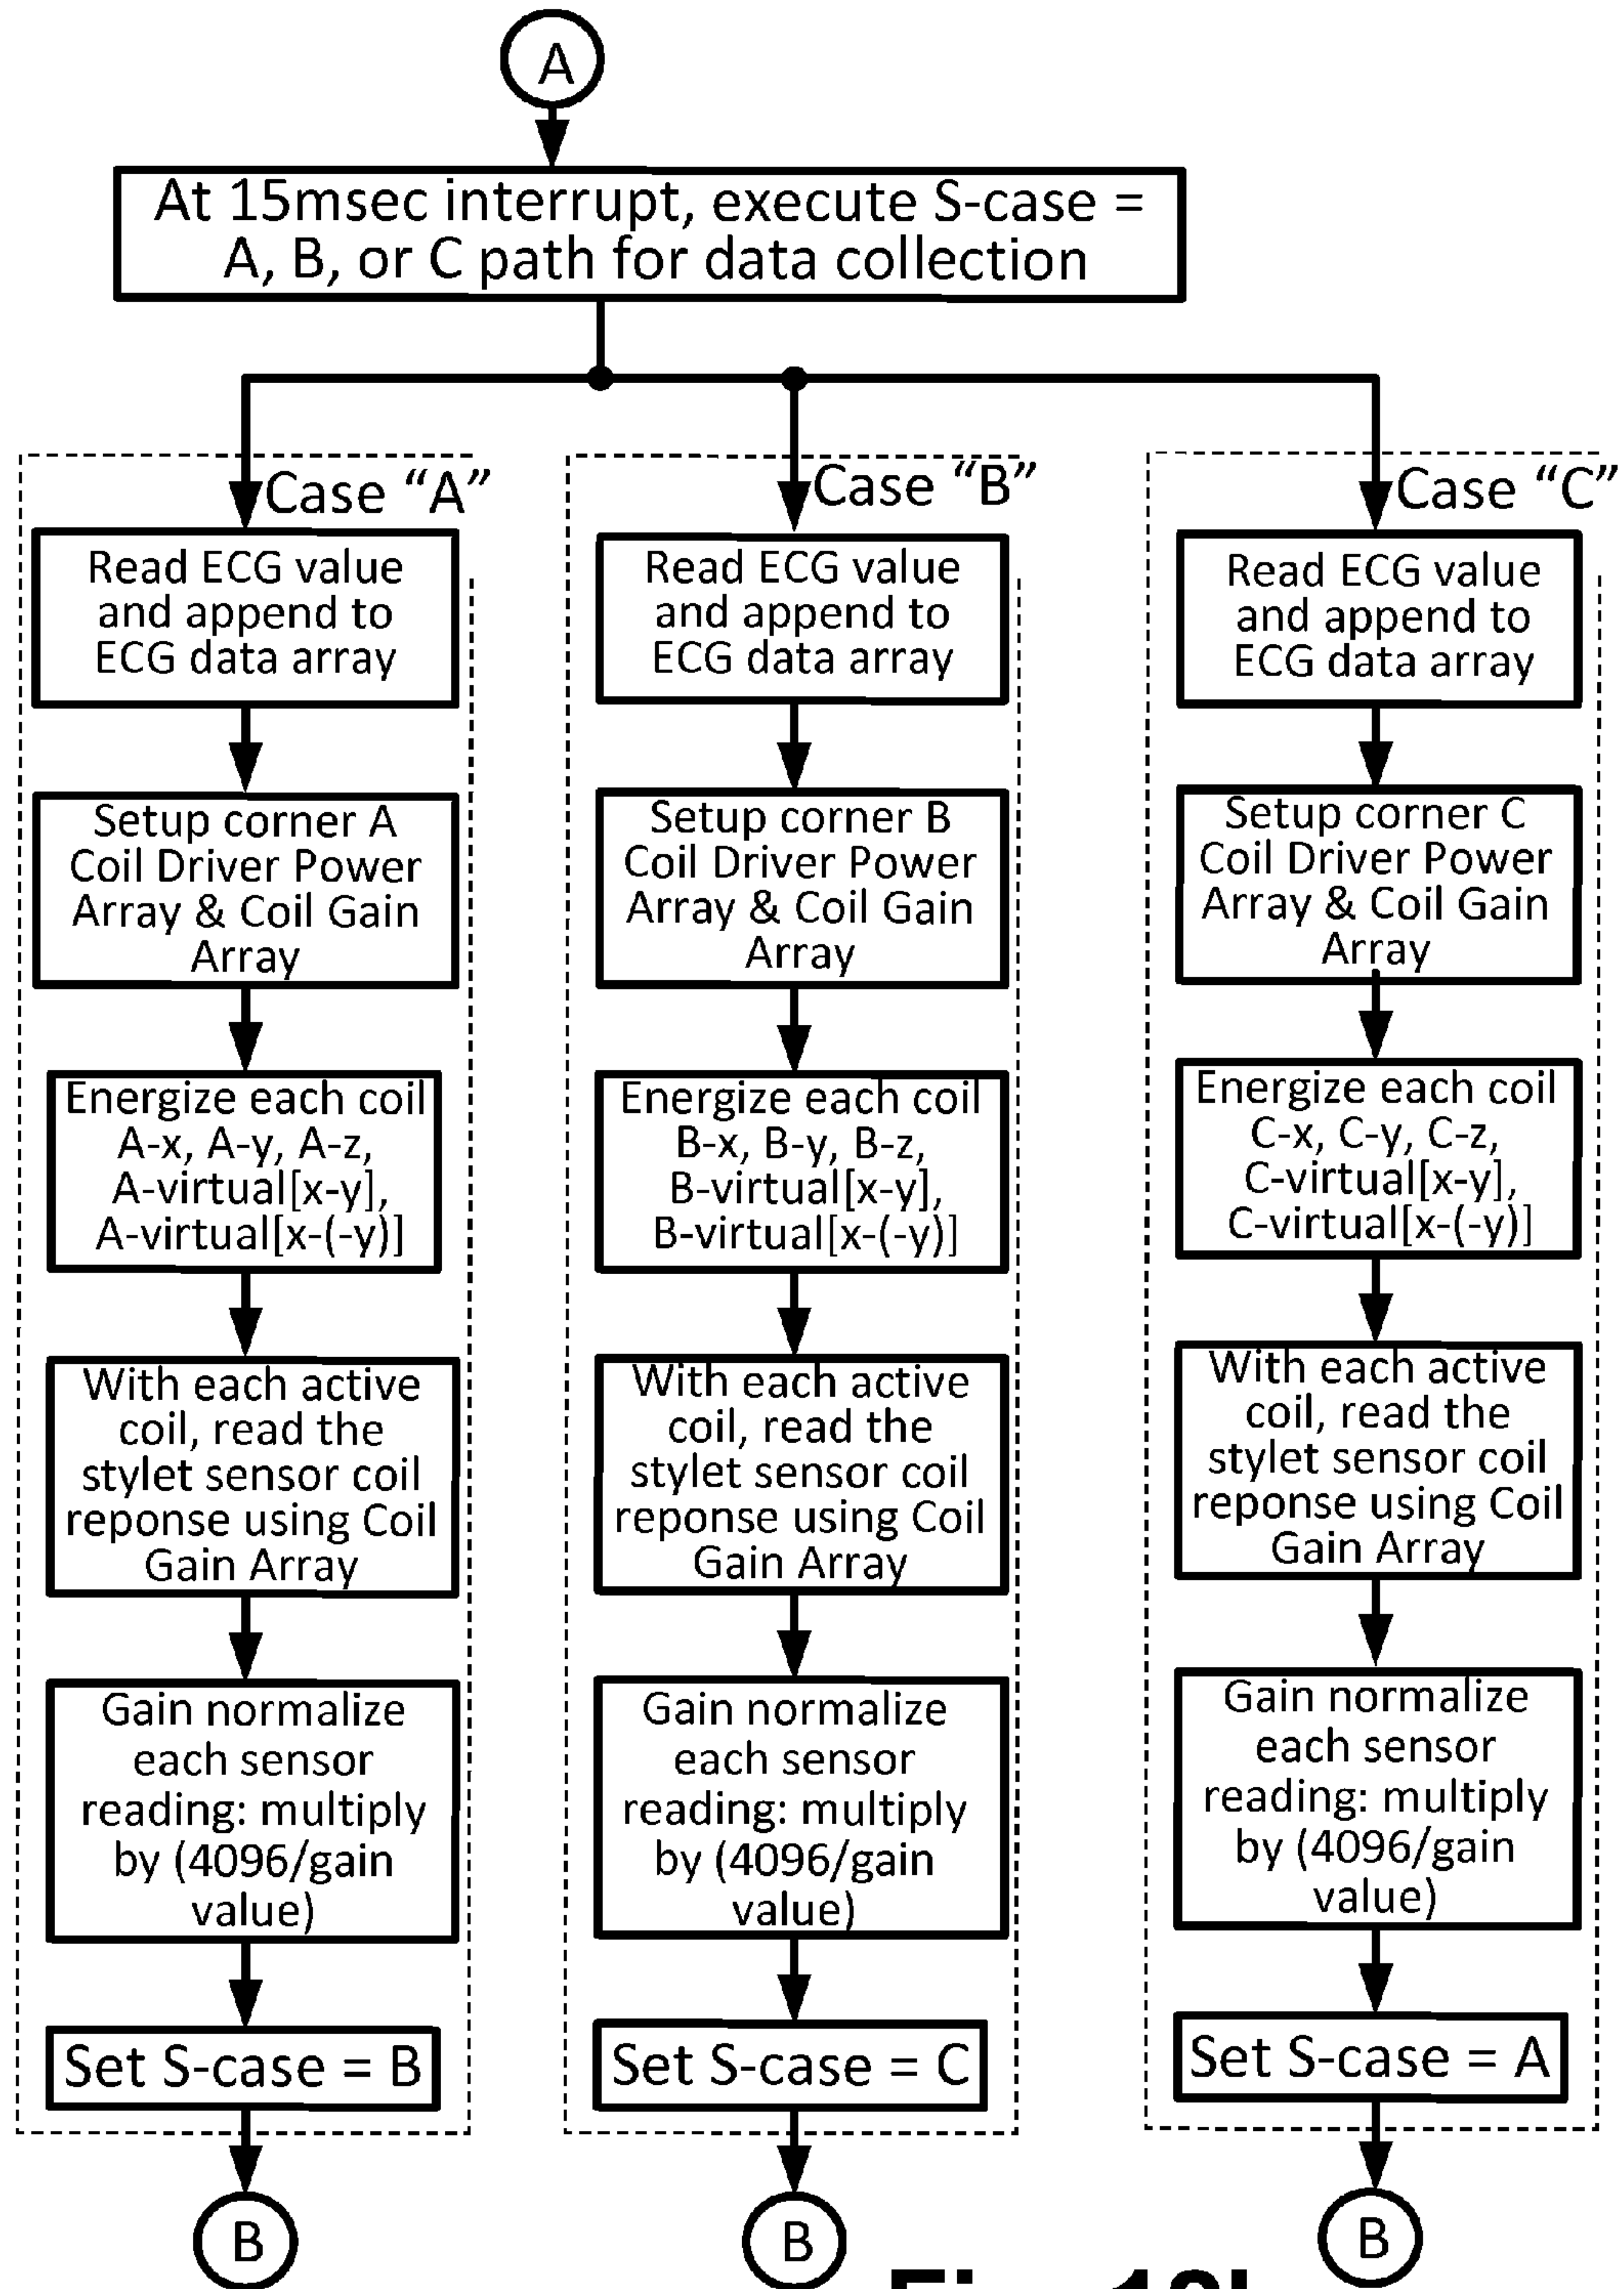 A
At 15msec interrupt, execute S-case =
A, B, or C path for data collection
Case “A”
Read ECG value
and append to
ECG data array
Setup corner A
Coil Driver Power
Array & Coil Gain
Array
Energize each coil
A-x, A-y, A-z,
A-virtual[x-y],
A-virtual[x-(-y)]
With each active
coil, read the
stylet sensor coil
reponse using Coil
Gain Array
Gain normalize
each sensor
reading: multiply
by (4096/gain
value)
Set S-case = B
B
Case “B”
Read ECG value
and append to
ECG data array
Setup corner B
Coil Driver Power
Array & Coil Gain
Array
Energize each coil
B-x, B-y, B-z,
B-virtual[x-y],
B-virtual[x-(-y)]
With each active
coil, read the
stylet sensor coil
reponse using Coil
Gain Array
Gain normalize
each sensor
reading: multiply
by (4096/gain
value)
Set S-case = C
B
Case “C”
Read ECG value
and append to
ECG data array
Setup corner C
Coil Driver Power
Array & Coil Gain
Array
Energize each coil
C-x, C-y, C-z,
C-virtual[x-y],
C-virtual[x-(-y)]
With each active
coil, read the
stylet sensor coil
reponse using Coil
Gain Array
Gain normalize
each sensor
reading: multiply
by (4096/gain
value)
Set S-case = A
B